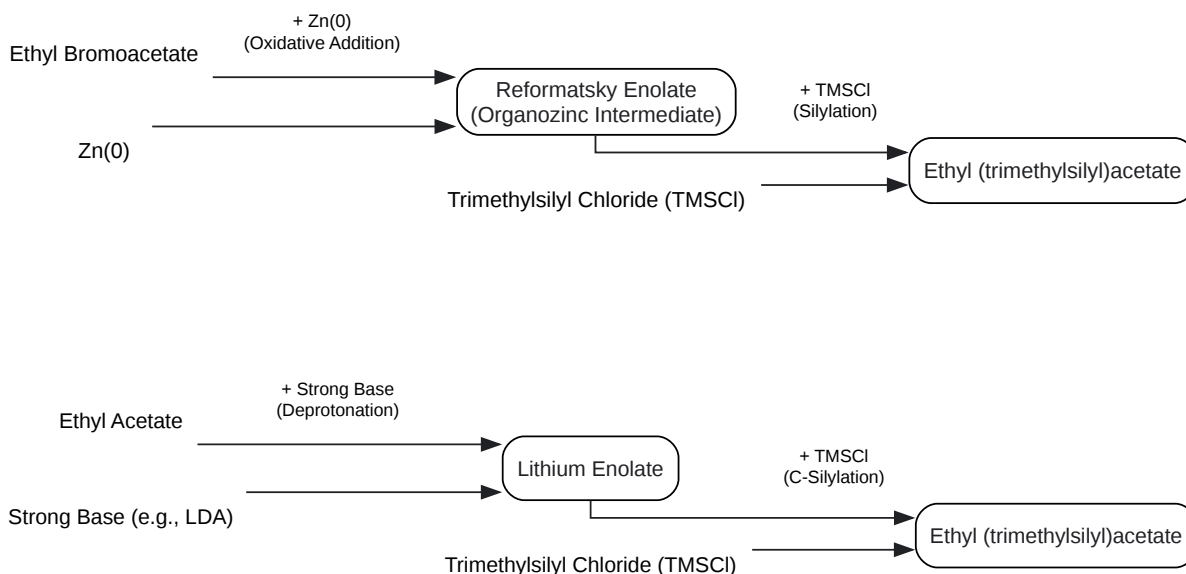 + Zn(0)
(Oxidative Addition)
Ethyl Bromoacetate
Reformatsky Enolate
(Organozinc Intermediate)
+ TMSCl
(Silylation)
Zn(0)
Ethyl (trimethylsilyl)acetate
Trimethylsilyl Chloride (TMSCl)
+ Strong Base
(Deprotonation)
Ethyl Acetate
Lithium Enolate
+ TMSCl
(C-Silylation)
Strong Base (e.g., LDA)
Ethyl (trimethylsilyl)acetate
Trimethylsilyl Chloride (TMSCl)